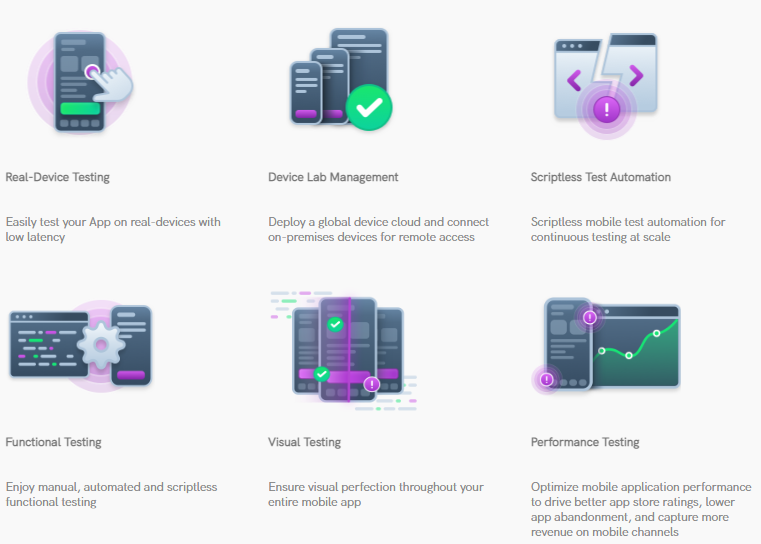 Real-Device Testing
Device Lab Management
Scriptless Test Automation
Easily test your App on real-devices with
low latency
Deploy a global device cloud and connect
on-premises devices for remote access
Scriptless mobile test automation for
continuous testing at scale
Functional Testing
Visual Testing
Performance Testing
Enjoy manual, automated and scriptless
functional testing
Ensure visual perfection throughout your
entire mobile app
Optimize mobile application performance
to drive better app store ratings, lower
app abandonment, and capture more
revenue on mobile channels